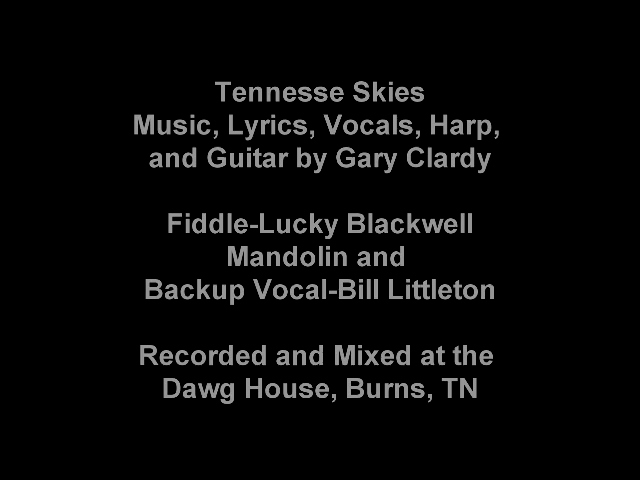 Tennesse Skies
Music, Lyrics, Vocals, Harp,
and Guitar by Gary Clardy
Fiddle-Lucky Blackwell
Mandolin and
Backup Vocal-Bill Littleton
Recorded and Mixed at the
Dawg House, Burns, TN